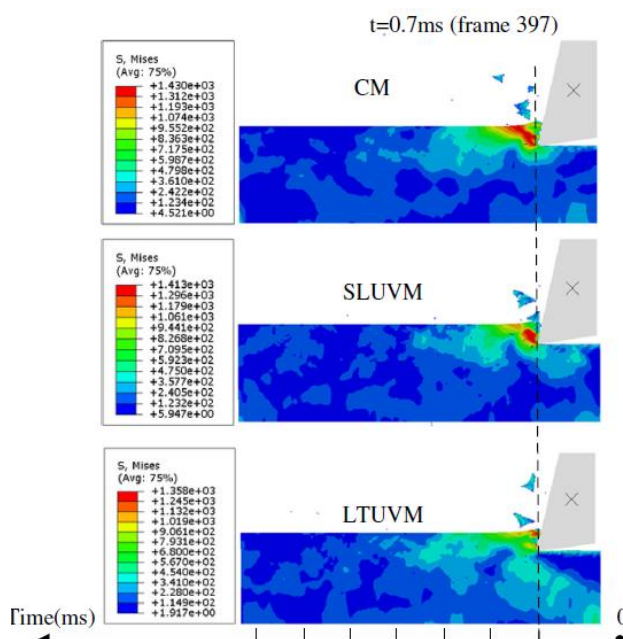 t=0.7ms (frame 397)
S, Mises
(Avg: 75%)
+1.430e+03
+1.312e+03
+1.193e+03
+1.074e+03
+9.552e+02
+8.363e+02
+7.175e+02
+5.987e+02
+4.798e+02
+3.610e+02
+2.422e+02
+1.234e+02
+4.521e+00
CM
S, Mises
(Avg: 75%)
+1.413e+03
+1.296e+03
+1.179e+03
+1.061e+03
+9.441e+02
+8.268e+02
+7.095e+02
+5.923e+02
+4.750e+02
+3.577e+02
+2.405e+02
+1.232e+02
+5.947e+00
SLUVM
S, Mises
(Avg: 75%)
+1.358e+03
+1.245e+03
+1.132e+03
+1.019e+03
+9.061e+02
+7.931e+02
+6.800e+02
+5.670e+02
+4.540e+02
+3.410e+02
+2.280e+02
+1.149e+02
+1.917e+00
LTUVM
Time(ms)
0